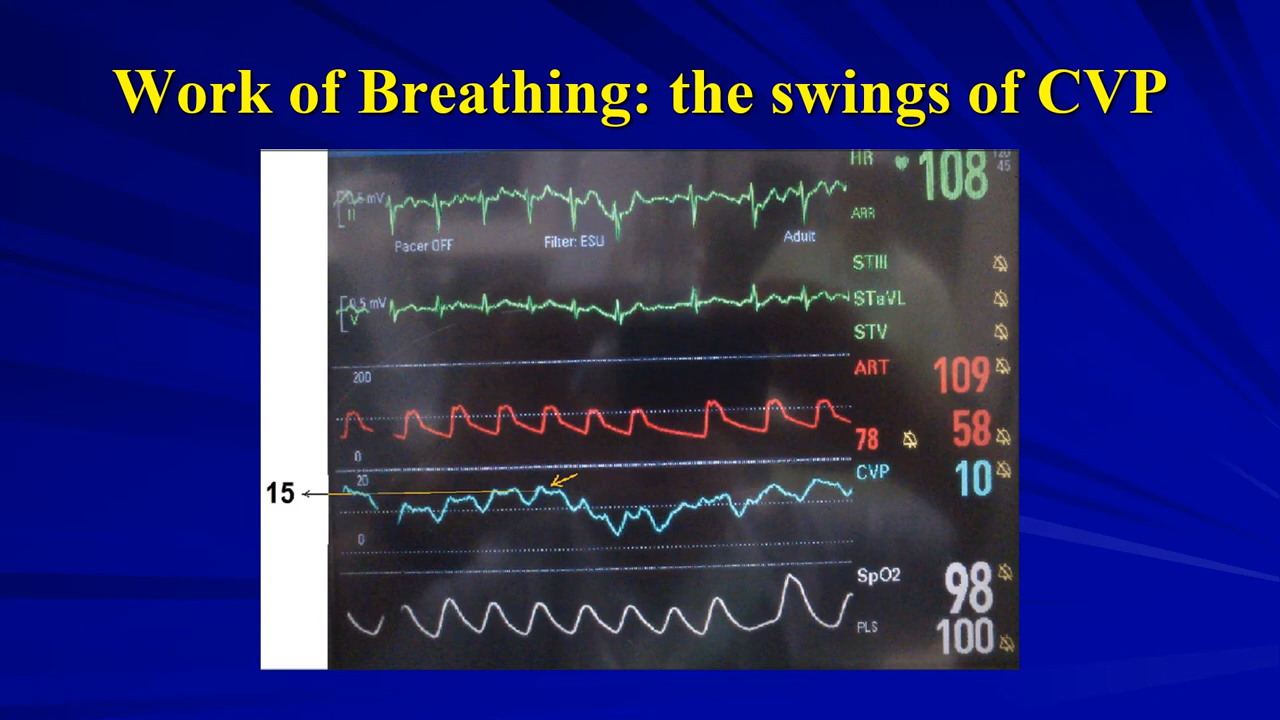 Work of Breathing: the swings of CVP
HR
108
120
45
0.5 mV
II
ARR
Pacer OFF
Filter: ESU
Adult
STIII
0.5 mV
V
STaVL
STV
200
ART
109
78
58
0
20
CVP
10
15
0
SpO2
98
PLS
100